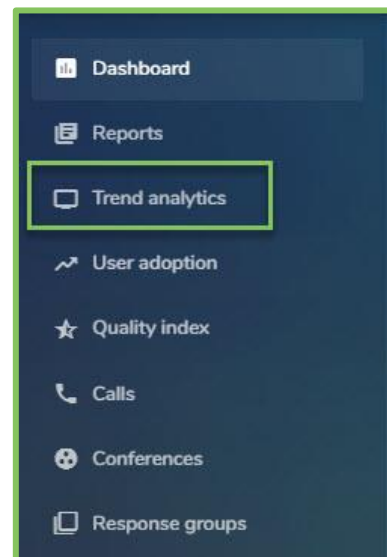 Dashboard
Reports
Trend analytics
User adoption
Quality index
Calls
Conferences
Response groups